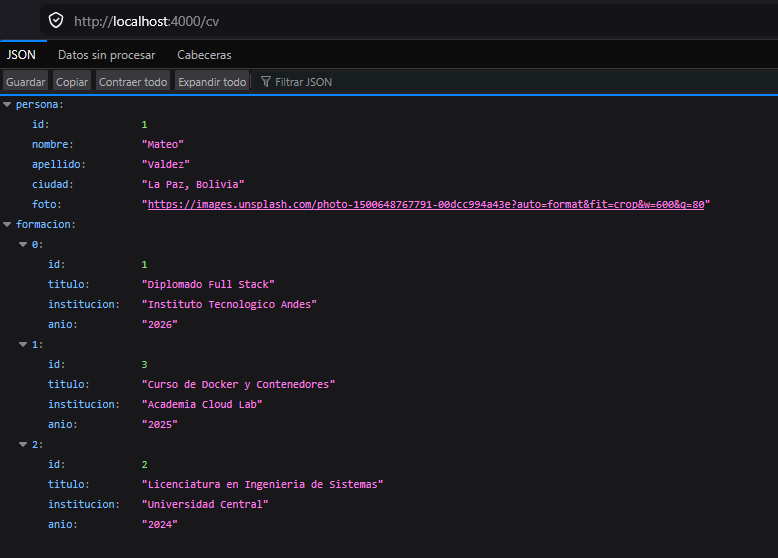 http://localhost:4000/cv
JSON Datos sin procesar Cabeceras
Guardar Copiar Contraer todo Expandir todo Filtrar JSON
persona:
id: 1
nombre: "Mateo"
apellido: "Valdez"
ciudad: "La Paz, Bolivia"
foto: "https://images.unsplash.com/photo-1500648767791-00dcc994a43e?auto=format&fit=crop&w=600&q=80"
formacion:
0:
id: 1
titulo: "Diplomado Full Stack"
institucion: "Instituto Tecnologico Andes"
anio: "2026"
1:
id: 3
titulo: "Curso de Docker y Contenedores"
institucion: "Academia Cloud Lab"
anio: "2025"
2:
id: 2
titulo: "Licenciatura en Ingenieria de Sistemas"
institucion: "Universidad Central"
anio: "2024"